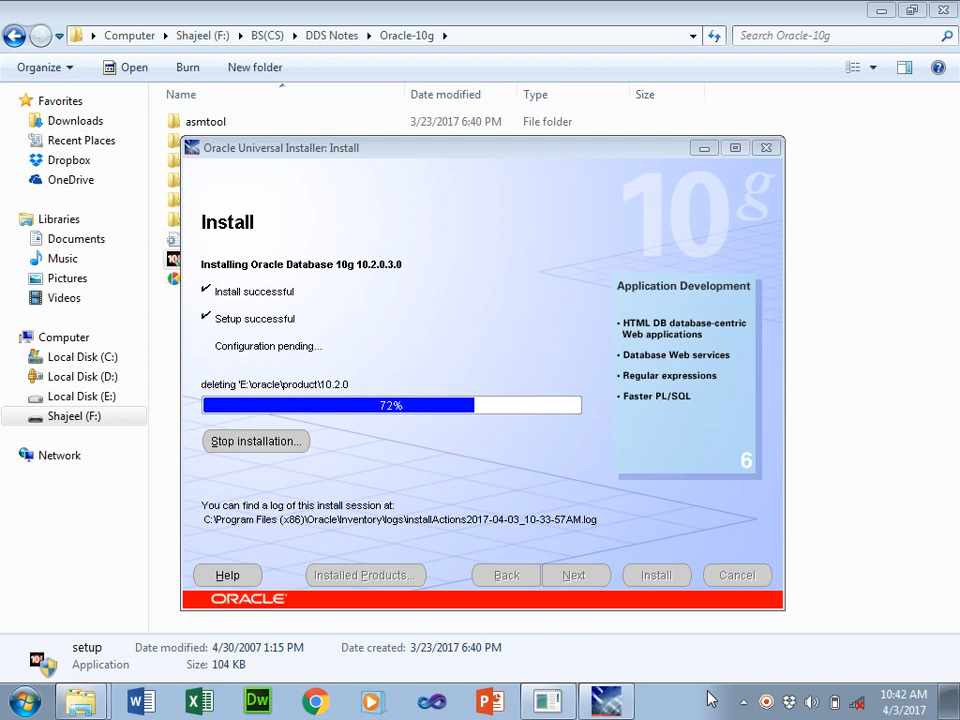 Computer
Shajeel (F:)
BS(CS)
DDS Notes
Oracle-10g
Search Oracle-10g
Organize
Open
Burn
New folder
Name
Date modified
Type
Size
Favorites
Downloads
Recent Places
Dropbox
OneDrive
Libraries
Documents
Music
Pictures
Videos
Computer
Local Disk (C:)
Local Disk (D:)
Local Disk (E:)
Shajeel (F:)
Network
asmtool
3/23/2017 6:40 PM
File folder
Oracle Universal Installer: Install
10g
Install
Installing Oracle Database 10g 10.2.0.3.0
Install successful
Setup successful
Configuration pending...
deleting 'E:\oracle\product\10.2.0
72%
Stop installation...
You can find a log of this install session at:
C:\Program Files (x86)\Oracle\Inventory\logs\installActions2017-04-03_10-33-57AM.log
Application Development
• HTML DB database-centric
Web applications
• Database Web services
• Regular expressions
• Faster PL/SQL
6
Help
Installed Products...
Back
Next
Install
Cancel
ORACLE
setup
Date modified: 4/30/2007 1:15 PM
Date created: 3/23/2017 6:40 PM
Application
Size: 104 KB
10:42 AM
4/3/2017